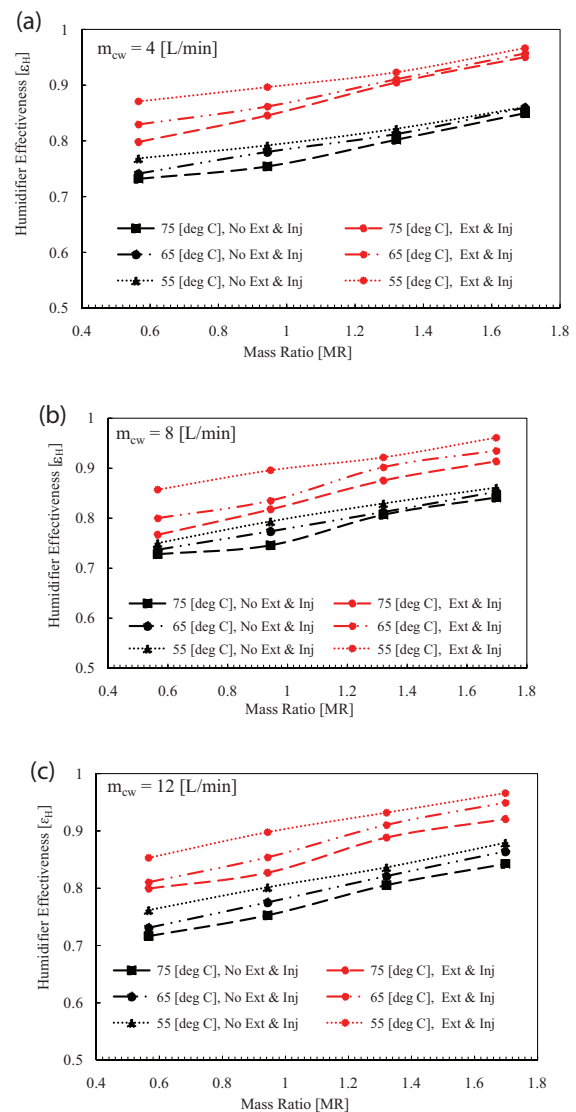 (a)
m_cw = 4 [L/min]
Humidifier Effectiveness [ε_H]
1
0.9
0.8
0.7
0.6
0.5
75 [deg C], No Ext & Inj
75 [deg C], Ext & Inj
65 [deg C], No Ext & Inj
65 [deg C], Ext & Inj
55 [deg C], No Ext & Inj
55 [deg C], Ext & Inj
0.4 0.6 0.8 1 1.2 1.4 1.6 1.8
Mass Ratio [MR]
(b)
m_cw = 8 [L/min]
Humidifier Effectiveness [ε_H]
1
0.9
0.8
0.7
0.6
0.5
75 [deg C], No Ext & Inj
75 [deg C], Ext & Inj
65 [deg C], No Ext & Inj
65 [deg C], Ext & Inj
55 [deg C], No Ext & Inj
55 [deg C], Ext & Inj
0.4 0.6 0.8 1 1.2 1.4 1.6 1.8
Mass Ratio [MR]
(c)
m_cw = 12 [L/min]
Humidifier Effectiveness [ε_H]
1
0.9
0.8
0.7
0.6
0.5
75 [deg C], No Ext & Inj
75 [deg C], Ext & Inj
65 [deg C], No Ext & Inj
65 [deg C], Ext & Inj
55 [deg C], No Ext & Inj
55 [deg C], Ext & Inj
0.4 0.6 0.8 1 1.2 1.4 1.6 1.8
Mass Ratio [MR]